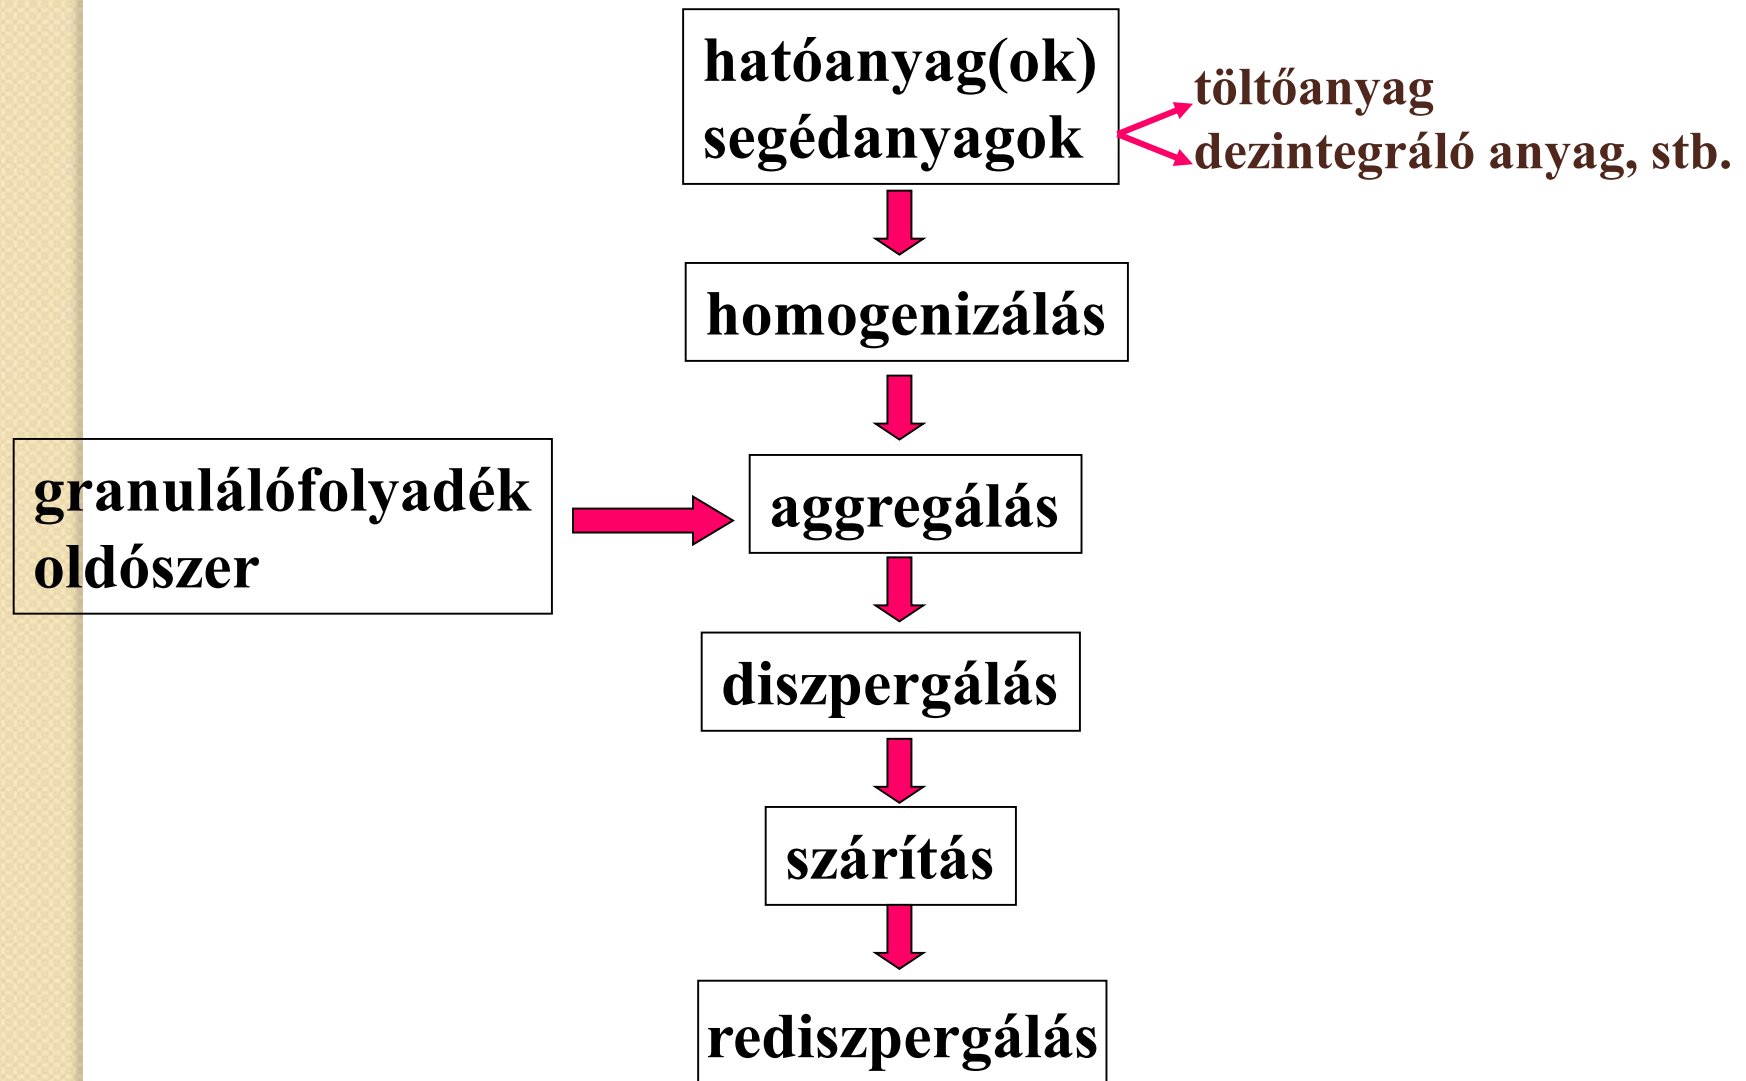 hatóanyag(ok)
segédanyagok
töltőanyag
dezintegráló anyag, stb.
homogenizálás
granulálófolyadék
oldószer
aggregálás
diszpergálás
szárítás
rediszpergálás